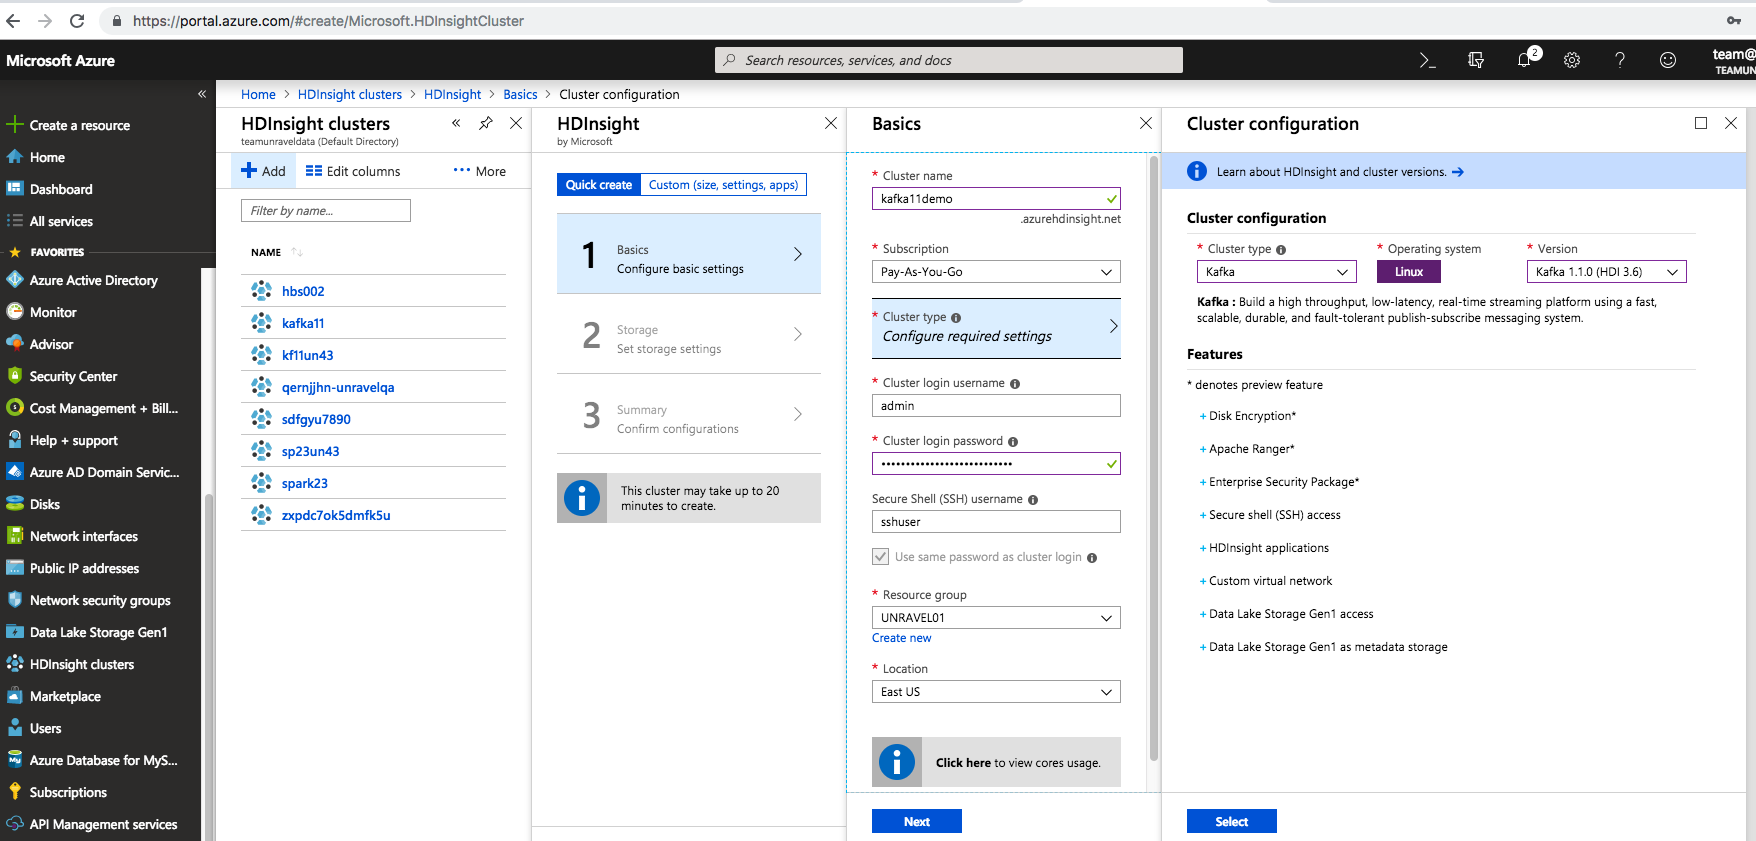 https://portal.azure.com/#create/Microsoft.HDInsightCluster
Microsoft Azure
Search resources, services, and docs
2
team@
TEAMUN
Create a resource
Home
Dashboard
All services
FAVORITES
Azure Active Directory
Monitor
Advisor
Security Center
Cost Management + Bill...
Help + support
Azure AD Domain Servic...
Disks
Network interfaces
Public IP addresses
Network security groups
Data Lake Storage Gen1
HDInsight clusters
Marketplace
Users
Azure Database for MyS...
Subscriptions
API Management services
Home > HDInsight clusters > HDInsight > Basics > Cluster configuration
HDInsight clusters
teamunraveldata (Default Directory)
Add
Edit columns
More
Filter by name...
NAME
hbs002
kafka11
kf11un43
qernjjhn-unravelqa
sdfgyu7890
sp23un43
spark23
zxpdc7ok5dmfk5u
HDInsight
by Microsoft
Quick create
Custom (size, settings, apps)
1
Basics
Configure basic settings
2
Storage
Set storage settings
3
Summary
Confirm configurations
This cluster may take up to 20
minutes to create.
Basics
* Cluster name
kafka11demo
.azurehdinsight.net
* Subscription
Pay-As-You-Go
* Cluster type
Configure required settings
* Cluster login username
admin
* Cluster login password
•••••••••••••••••••••••••••
Secure Shell (SSH) username
sshuser
Use same password as cluster login
* Resource group
UNRAVEL01
Create new
* Location
East US
Click here to view cores usage.
Next
Cluster configuration
Learn about HDInsight and cluster versions.
Cluster configuration
* Cluster type
* Operating system
* Version
Kafka
Linux
Kafka 1.1.0 (HDI 3.6)
Kafka : Build a high throughput, low-latency, real-time streaming platform using a fast,
scalable, durable, and fault-tolerant publish-subscribe messaging system.
Features
* denotes preview feature
+ Disk Encryption*
+ Apache Ranger*
+ Enterprise Security Package*
+ Secure shell (SSH) access
+ HDInsight applications
+ Custom virtual network
+ Data Lake Storage Gen1 access
+ Data Lake Storage Gen1 as metadata storage
Select